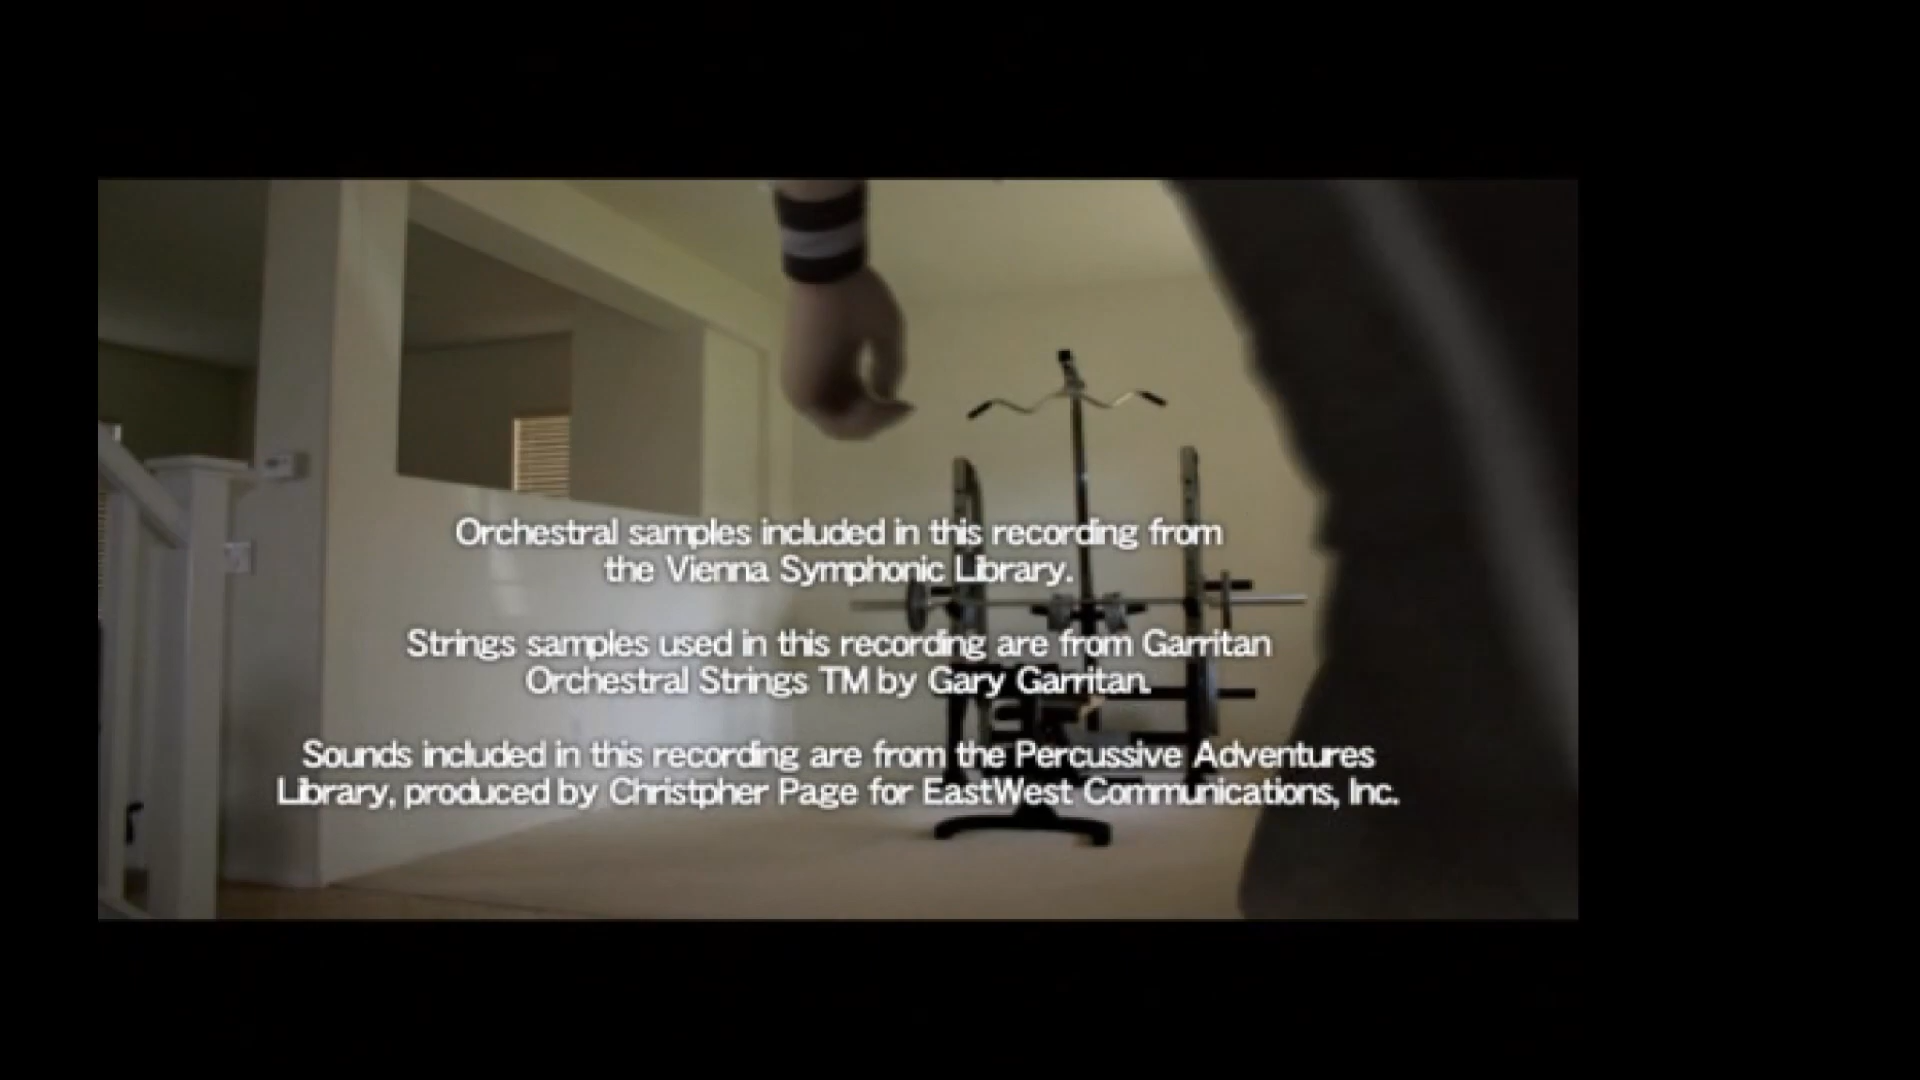 Orchestral samples included in this recording from
the Vienna Symphonic Library.
Strings samples used in this recording are from Garritan
Orchestral Strings TM by Gary Garritan.
Sounds included in this recording are from the Percussive Adventures
Library, produced by Christpher Page for EastWest Communications, Inc.